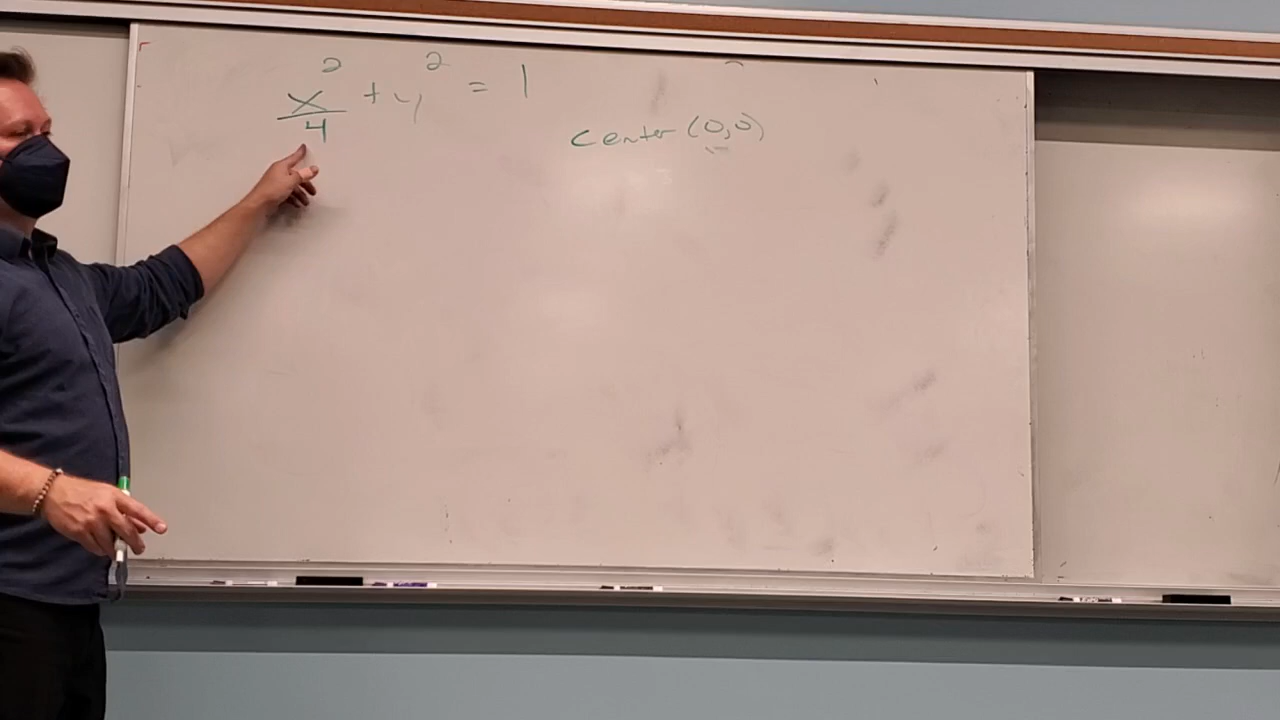 x²/4 + y² = 1
Center (0,0)